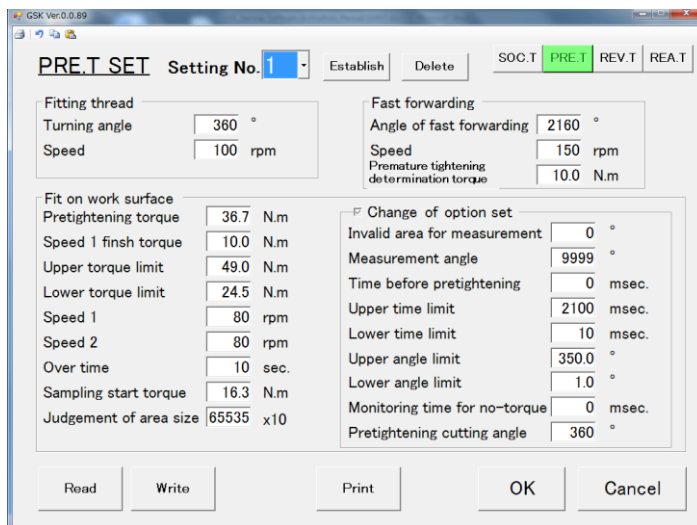 GSK Ver.0.0.89
PRE.T SET Setting No. 1 Establish Delete SOC.T PRE.T REV.T REA.T
Fitting thread
Turning angle 360 °
Speed 100 rpm
Fast forwarding
Angle of fast forwarding 2160 °
Speed 150 rpm
Premature tightening
determination torque 10.0 N.m
Fit on work surface
Pretightening torque 36.7 N.m
Speed 1 finsh torque 10.0 N.m
Upper torque limit 49.0 N.m
Lower torque limit 24.5 N.m
Speed 1 80 rpm
Speed 2 80 rpm
Over time 10 sec.
Sampling start torque 16.3 N.m
Judgement of area size 65535 x10
Change of option set
Invalid area for measurement 0 °
Measurement angle 9999 °
Time before pretightening 0 msec.
Upper time limit 2100 msec.
Lower time limit 10 msec.
Upper angle limit 350.0 °
Lower angle limit 1.0 °
Monitoring time for no-torque 0 msec.
Pretightening cutting angle 360 °
Read Write Print OK Cancel